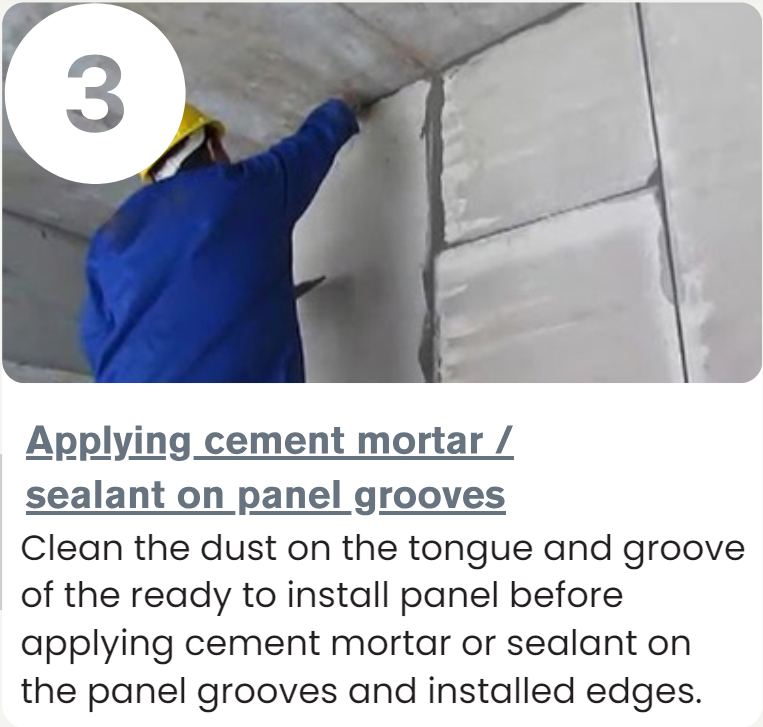 3
Applying cement mortar /
sealant on panel grooves
Clean the dust on the tongue and groove
of the ready to install panel before
applying cement mortar or sealant on
the panel grooves and installed edges.